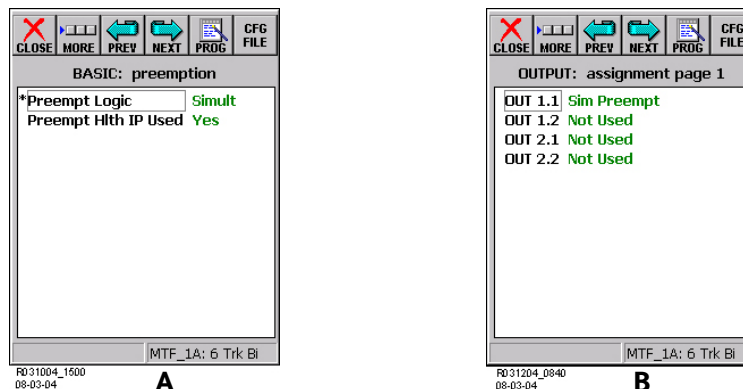 CLOSE MORE PREV NEXT PROG CFG FILE
BASIC: preemption
*Preempt Logic Simult
Preempt Hlth IP Used Yes
MTF_1A: 6 Trk Bi
R031004_1500
08-03-04
A
CLOSE MORE PREV NEXT PROG CFG FILE
OUTPUT: assignment page 1
OUT 1.1 Sim Preempt
OUT 1.2 Not Used
OUT 2.1 Not Used
OUT 2.2 Not Used
MTF_1A: 6 Trk Bi
R031204_0840
08-03-04
B